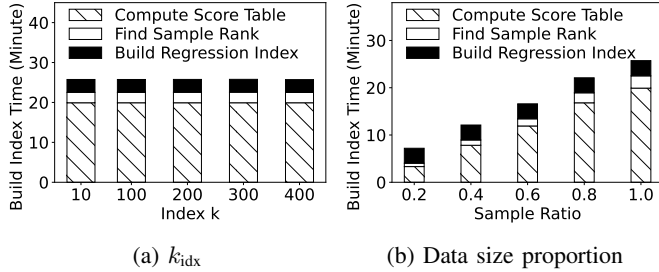 Build Index Time (Minute)
40
30
20
10
0
Compute Score Table
Find Sample Rank
Build Regression Index
10 100 200 300 400
Index k
(a) k_idx
Build Index Time (Minute)
30
20
10
0
Compute Score Table
Find Sample Rank
Build Regression Index
0.2 0.4 0.6 0.8 1.0
Sample Ratio
(b) Data size proportion